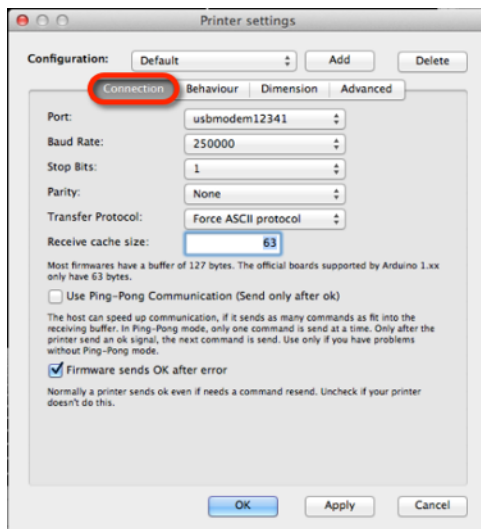 Printer settings
Configuration: Default Add Delete
Connection Behaviour Dimension Advanced
Port: usbmodem12341
Baud Rate: 250000
Stop Bits: 1
Parity: None
Transfer Protocol: Force ASCII protocol
Receive cache size: 63
Most firmwares have a buffer of 127 bytes. The official boards supported by Arduino 1.xx
only have 63 bytes.
Use Ping-Pong Communication (Send only after ok)
The host can speed up communication, if it sends as many commands as fit into the
receiving buffer. In Ping-Pong mode, only one command is send at a time. Only after the
printer send an ok signal, the next command is send. Use only if you have problems
without Ping-Pong mode.
Firmware sends OK after error
Normally a printer sends ok even if needs a command resend. Uncheck if your printer
doesn't do this.
OK Apply Cancel